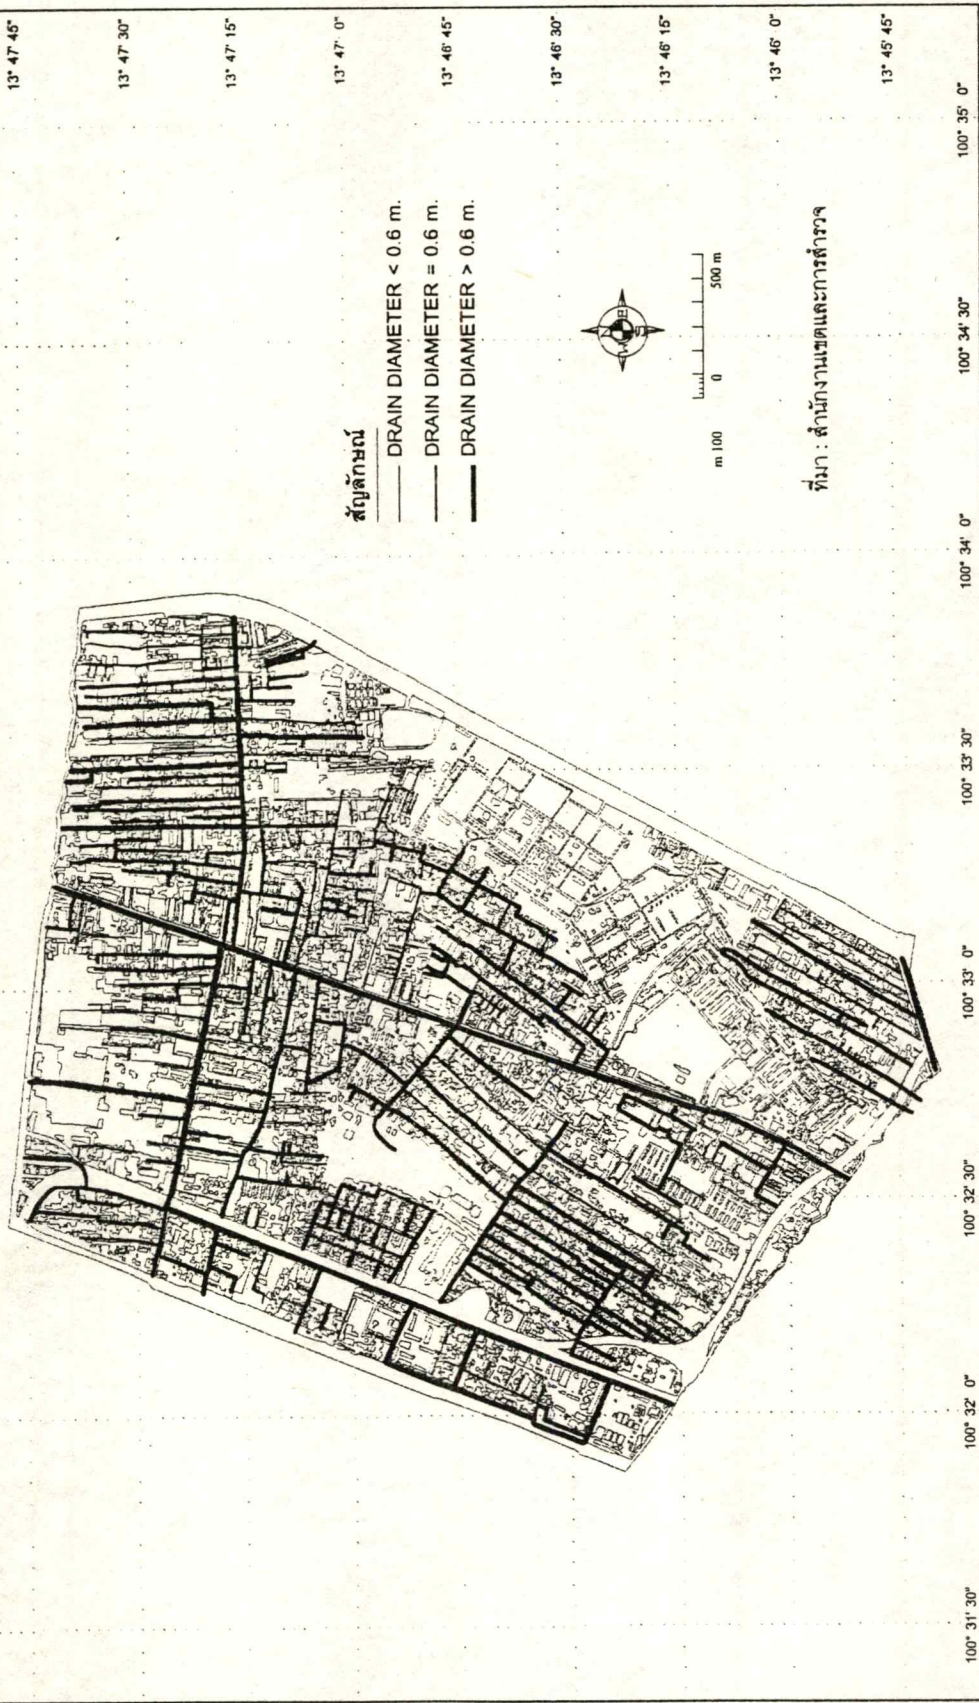 13° 47' 45"
13° 47' 30"
13° 47' 15"
13° 47' 0"
13° 46' 45"
13° 46' 30"
13° 46' 15"
13° 46' 0"
13° 45' 45"
สัญลักษณ์
DRAIN DIAMETER < 0.6 m.
DRAIN DIAMETER = 0.6 m.
DRAIN DIAMETER > 0.6 m.
N
W E
S
m 100 0 500 m
ที่มา : สำนักงานเขตและการสำรวจ
100° 31' 30"
100° 32' 0"
100° 32' 30"
100° 33' 0"
100° 33' 30"
100° 34' 0"
100° 34' 30"
100° 35' 0"